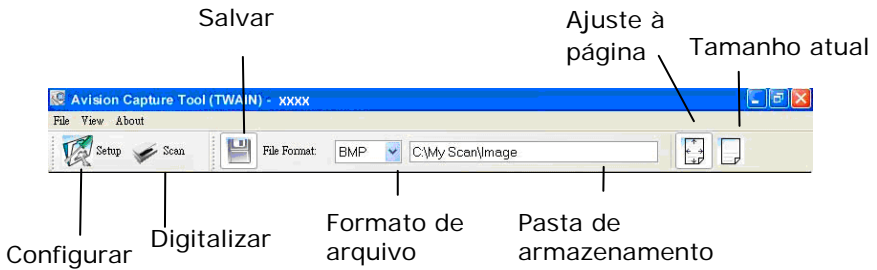 Salvar
Ajuste à
página
Tamanho atual
Avision Capture Tool (TWAIN) - xxxx
File View About
Setup Scan File Format: BMP C:\My Scan\Image
Configurar
Digitalizar
Formato de
arquivo
Pasta de
armazenamento